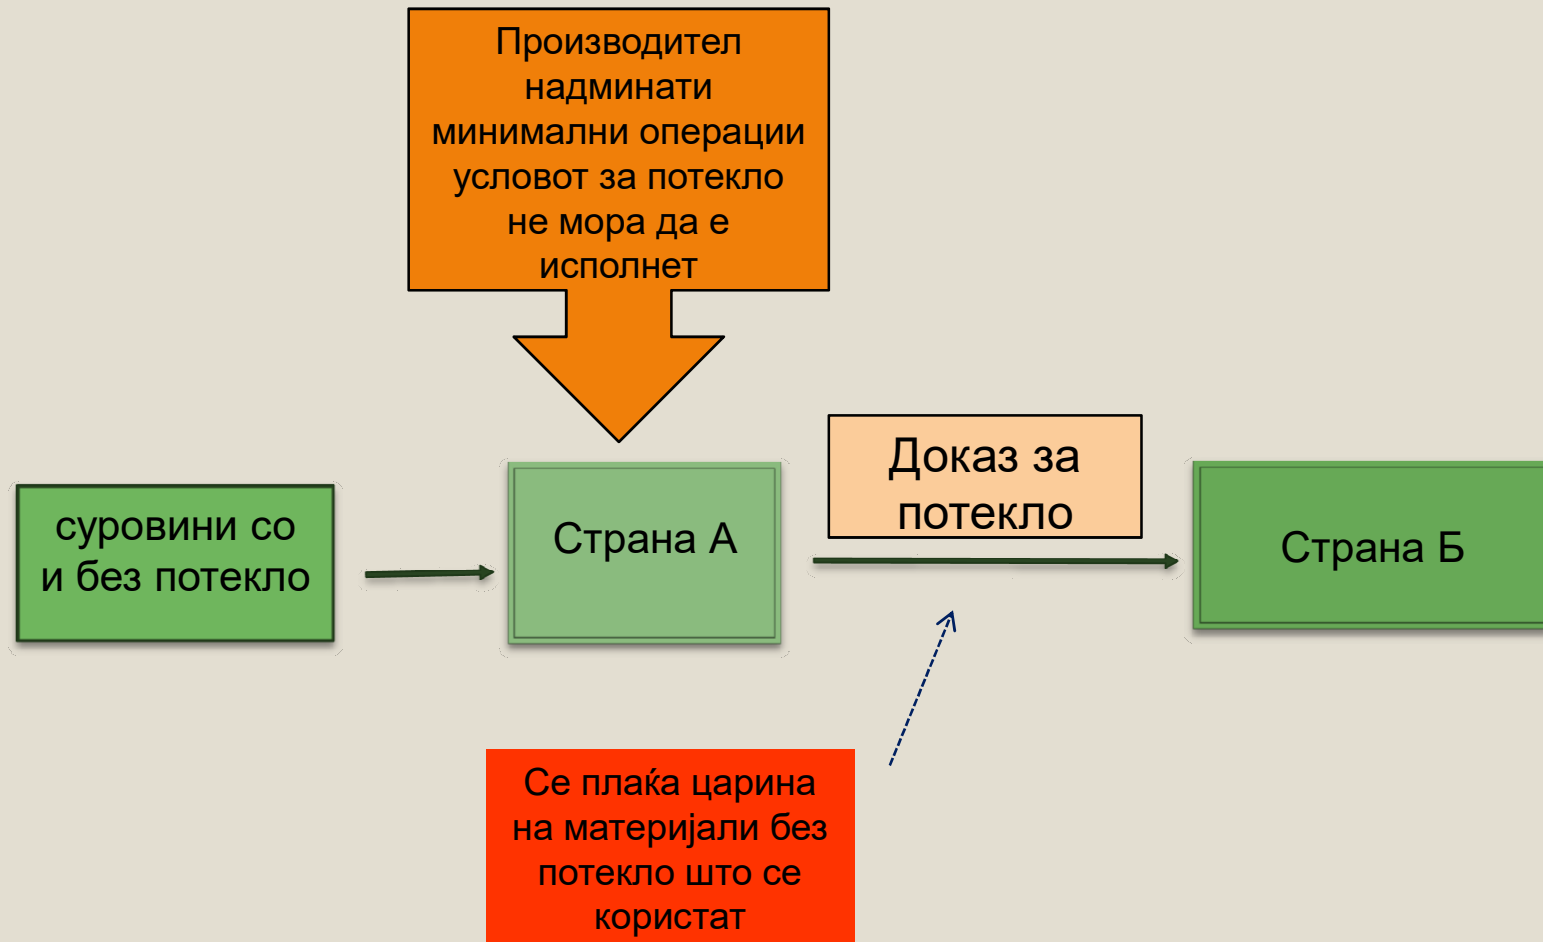 Производител
надминати
минимални операции
условот за потекло
не мора да е
исполнет
Доказ за
потекло
суровини со
и без потекло
Страна А
Страна Б
Се плаќа царина
на материјали без
потекло што се
користат